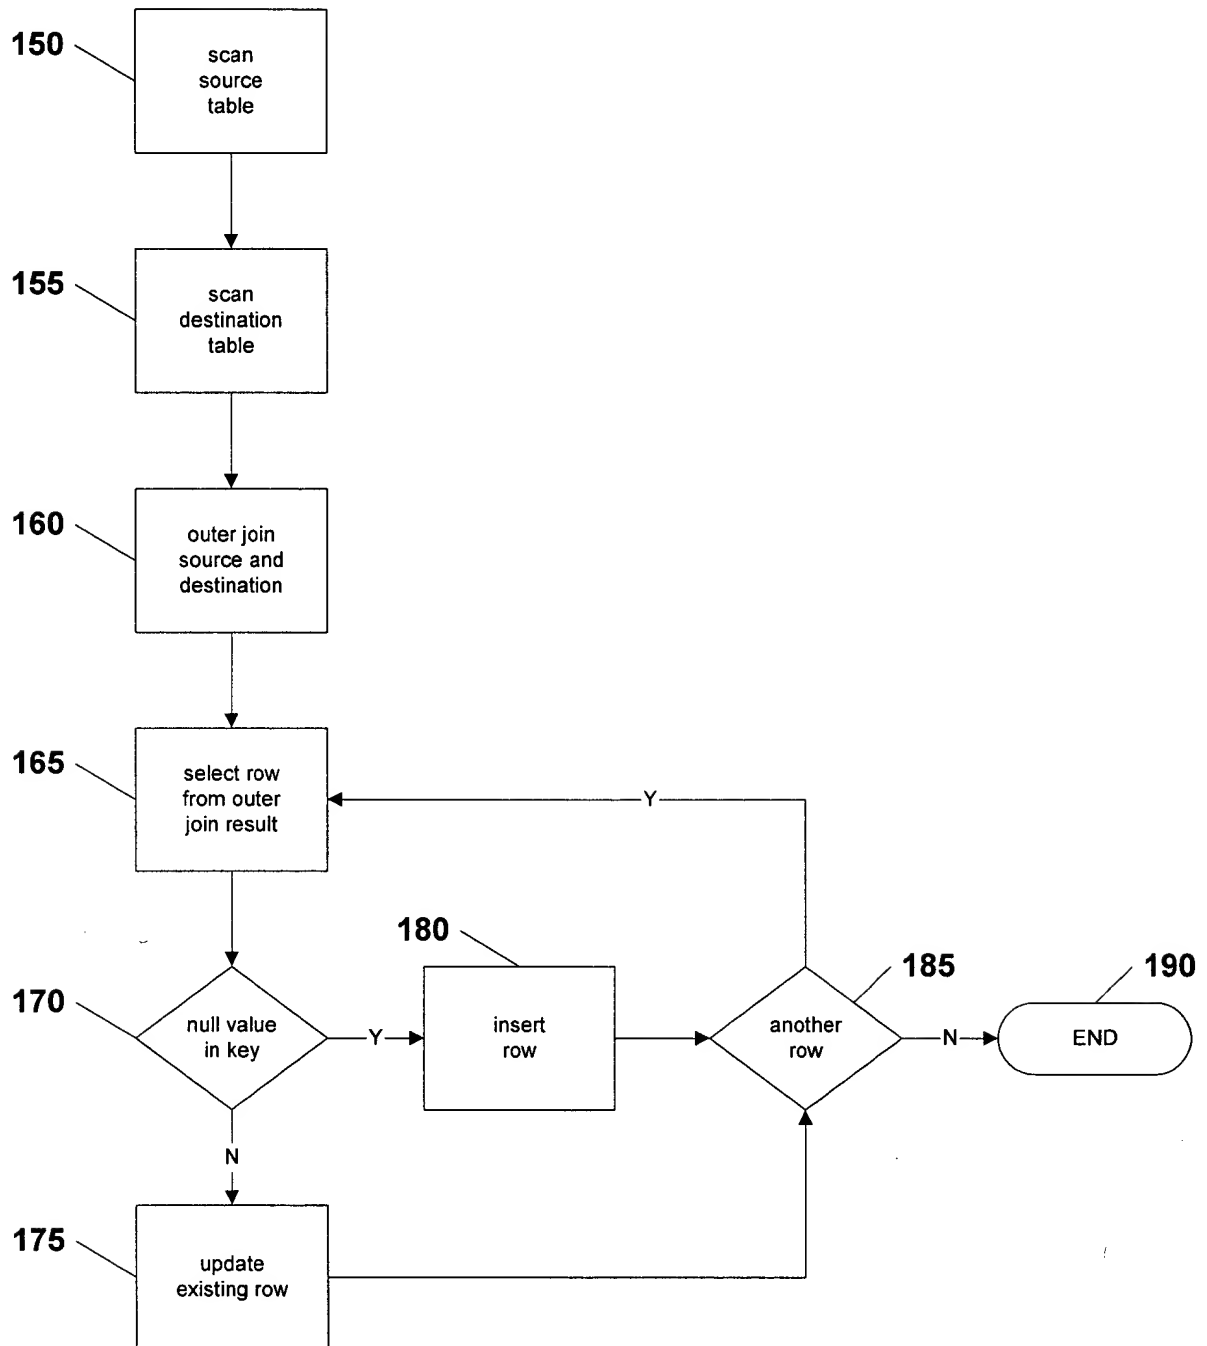 150
scan
source
table
155
scan
destination
table
160
outer join
source and
destination
165
select row
from outer
join result
Y
180
185
190
170
null value
in key
Y
insert
row
another
row
N
END
N
175
update
existing row